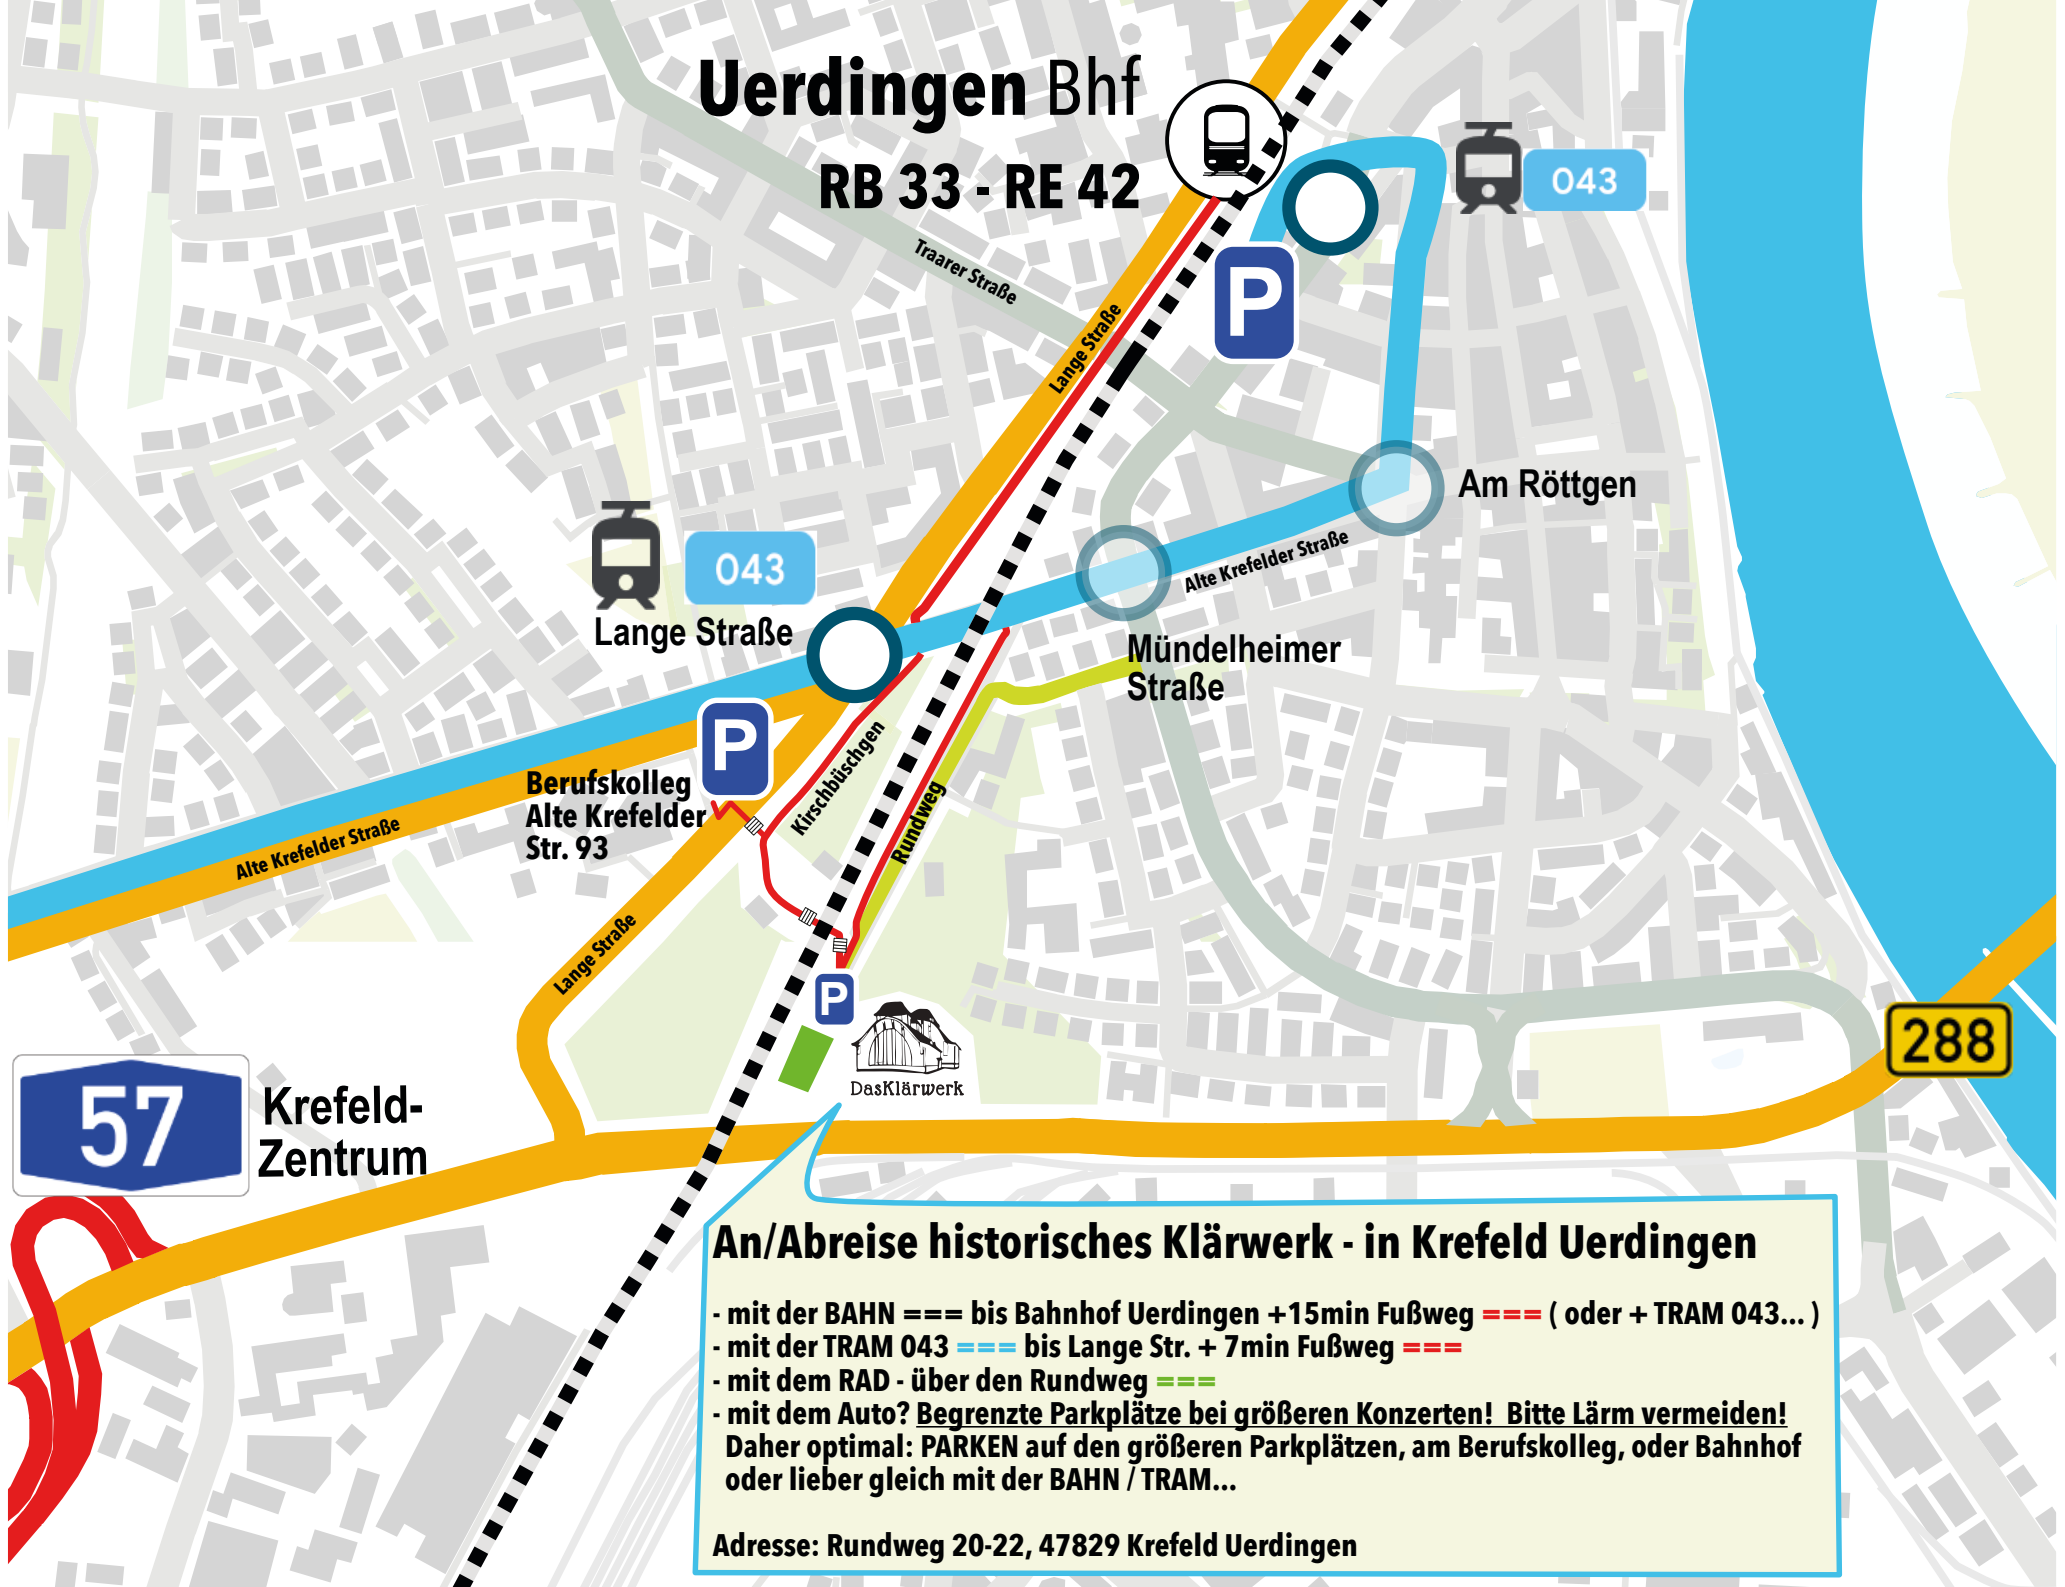 Uerdingen Bhf
RB 33 - RE 42
043
Traarer Straße
P
Lange Straße
Am Röttgen
043
Lange Straße
Alte Krefelder Straße
Mündelheimer
Straße
P
Berufskolleg
Alte Krefelder
Str. 93
Kirschbüschgen
Rundweg
Alte Krefelder Straße
Lange Straße
P
DasKlärwerk
288
57
Krefeld-
Zentrum
An/Abreise historisches Klärwerk - in Krefeld Uerdingen
- mit der BAHN === bis Bahnhof Uerdingen +15min Fußweg === ( oder + TRAM 043... )
- mit der TRAM 043 === bis Lange Str. + 7min Fußweg ===
- mit dem RAD - über den Rundweg ===
- mit dem Auto? Begrenzte Parkplätze bei größeren Konzerten! Bitte Lärm vermeiden!
Daher optimal: PARKEN auf den größeren Parkplätzen, am Berufskolleg, oder Bahnhof
oder lieber gleich mit der BAHN / TRAM...
Adresse: Rundweg 20-22, 47829 Krefeld Uerdingen